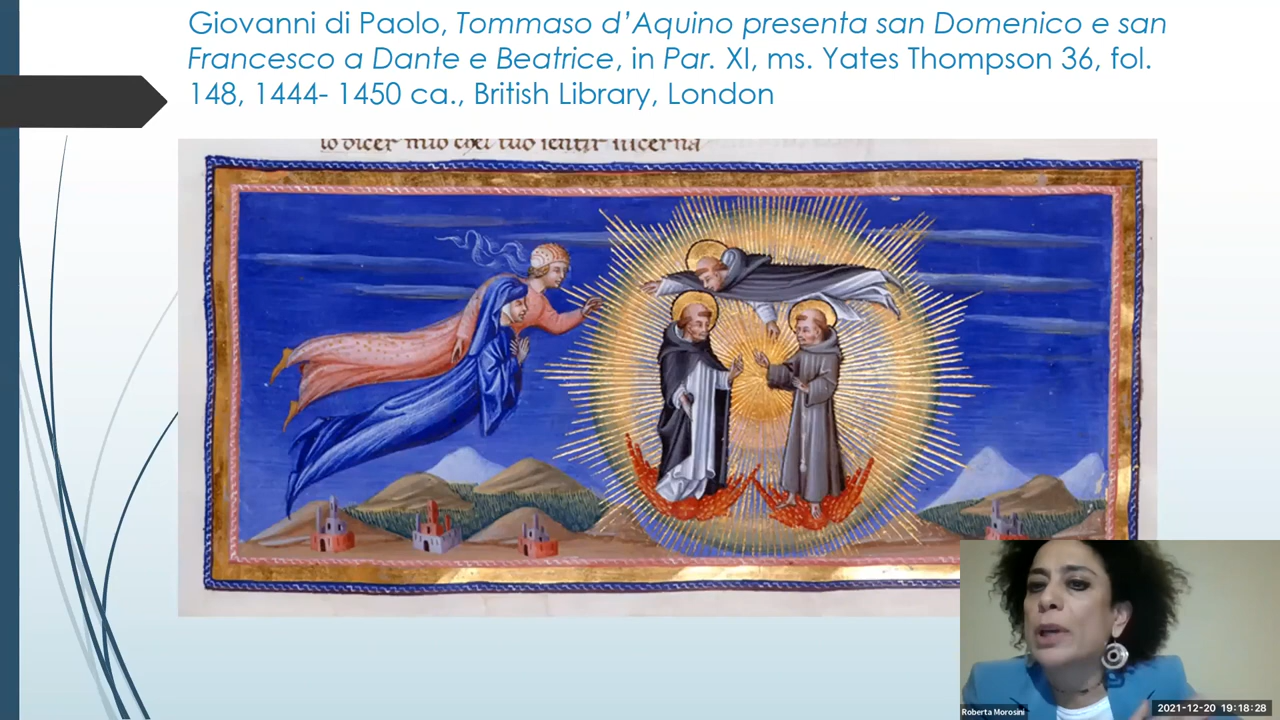 Giovanni di Paolo, Tommaso d’Aquino presenta san Domenico e san
Francesco a Dante e Beatrice, in Par. XI, ms. Yates Thompson 36, fol.
148, 1444- 1450 ca., British Library, London
Roberta Morosini
2021-12-20 19:18:28